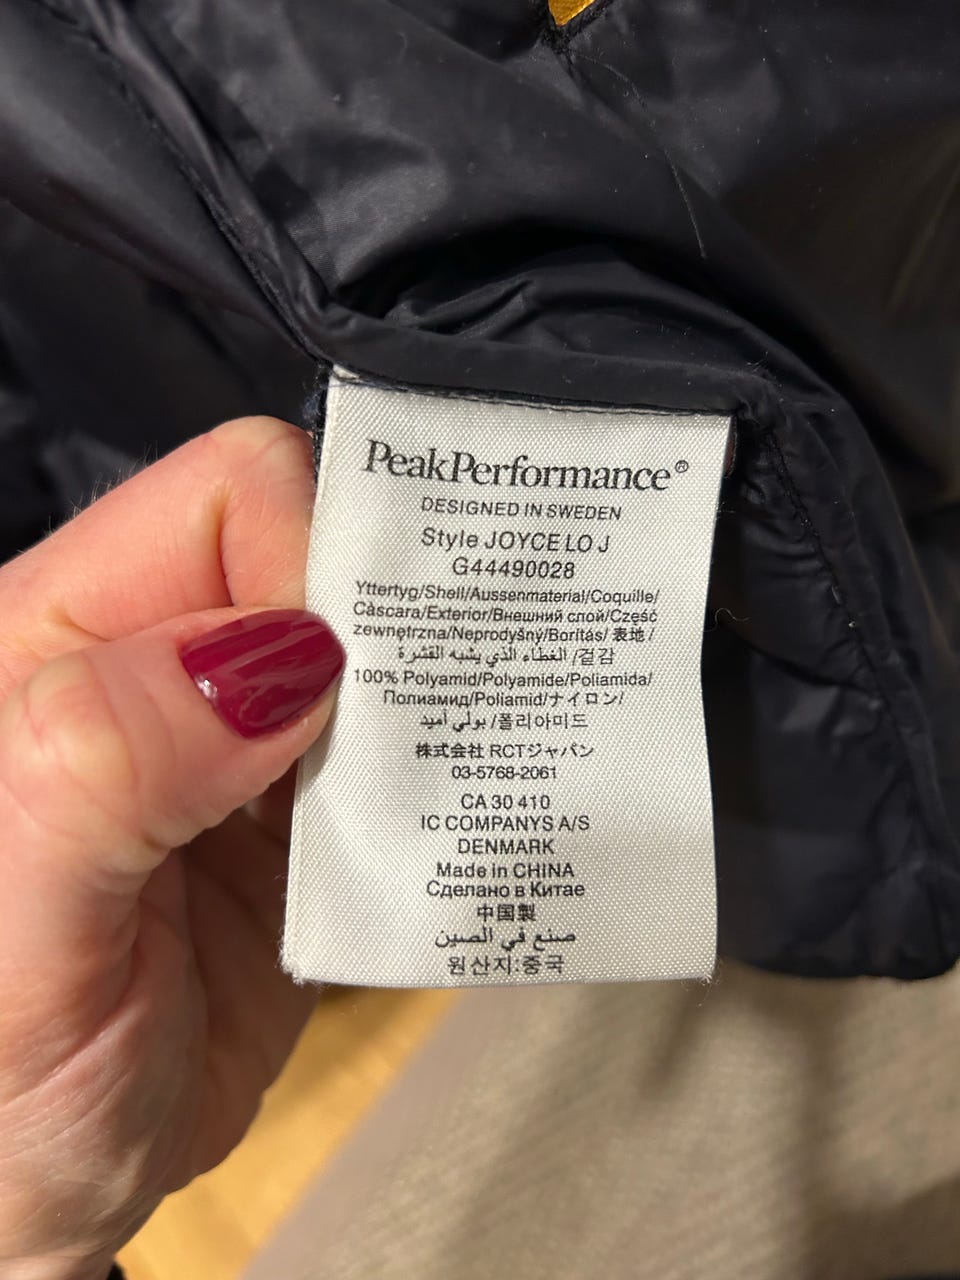 PeakPerformance®
DESIGNED IN SWEDEN
Style JOYCE LO J
G44490028
Yttertyg/Shell/Aussenmaterial/Coquille/
Càscara/Exterior/Внешний слой/Część
zewnętrzna/Neprodyšný/Borítás/ 表地 /
겉감/ الغطاء الذي يشبه القشرة
100% Polyamid/Polyamide/Poliamida/
Полиамид/Poliamid/ナイロン/
폴리아미드/ بولي أميد
株式会社 RCTジャパン
03-5768-2061
CA 30 410
IC COMPANYS A/S
DENMARK
Made in CHINA
Сделано в Китае
中国製
صنع في الصين
원산지:중국